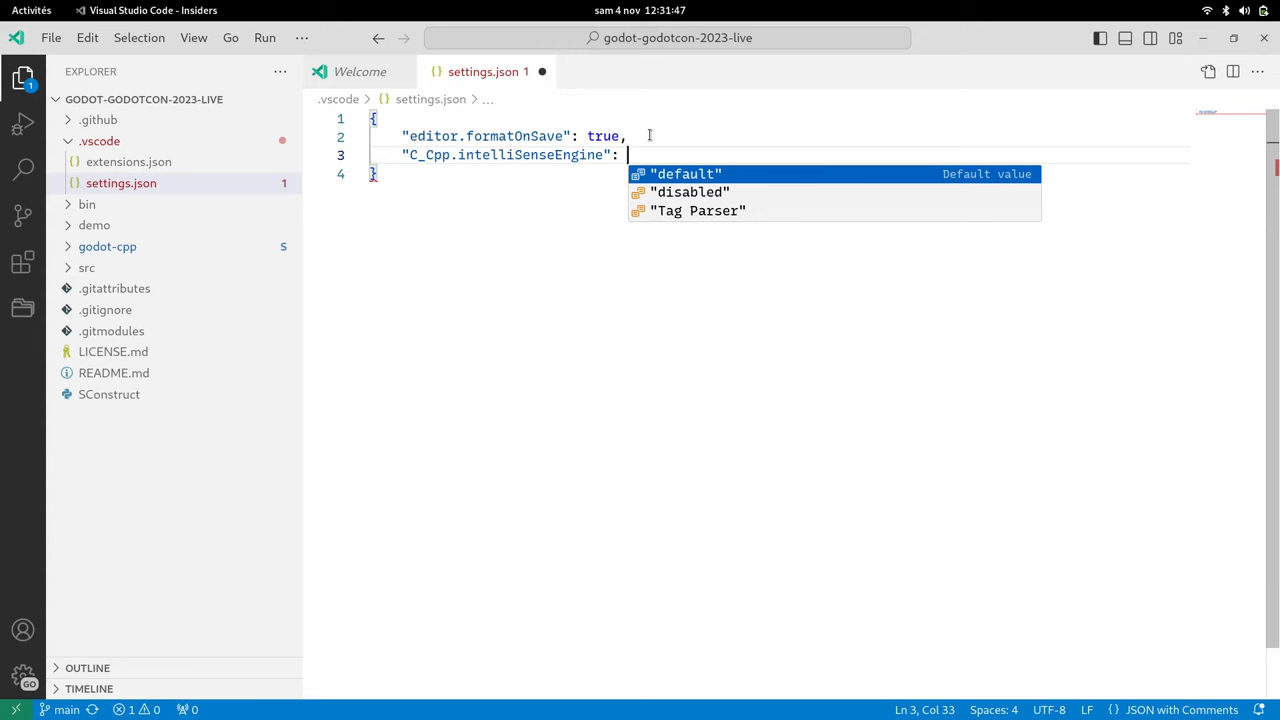 Activités Visual Studio Code - Insiders sam 4 nov 12:31:47
File Edit Selection View Go Run godot-godotcon-2023-live
EXPLORER
Welcome settings.json 1
GODOT-GODOTCON-2023-LIVE
.github
.vscode
extensions.json
settings.json 1
bin
demo
godot-cpp S
src
.gitattributes
.gitignore
.gitmodules
LICENSE.md
README.md
SConstruct
OUTLINE
TIMELINE
1
GO
.vscode > settings.json > ...
1 {
2 "editor.formatOnSave": true,
3 "C_Cpp.intelliSenseEngine":
4 }
"default" Default value
"disabled"
"Tag Parser"
main 1 0 0 Ln 3, Col 33 Spaces: 4 UTF-8 LF {} JSON with Comments